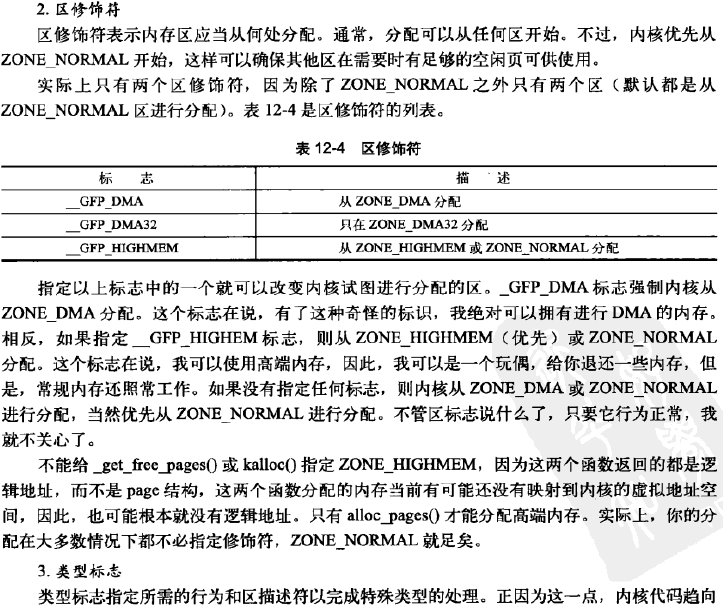 2. 区修饰符
区修饰符表示内存区应当从何处分配。通常，分配可以从任何区开始。不过，内核优先从
ZONE_NORMAL 开始，这样可以确保其他区在需要时有足够的空闲页可供使用。
实际上只有两个区修饰符，因为除了 ZONE_NORMAL 之外只有两个区（默认都是从
ZONE_NORMAL 区进行分配）。表 12-4 是区修饰符的列表。
表 12-4 区修饰符
标 志 描 述
__GFP_DMA 从 ZONE_DMA 分配
__GFP_DMA32 只在 ZONE_DMA32 分配
__GFP_HIGHMEM 从 ZONE_HIGHMEM 或 ZONE_NORMAL 分配
指定以上标志中的一个就可以改变内核试图进行分配的区。_GFP_DMA 标志强制内核从
ZONE_DMA 分配。这个标志在说，有了这种奇怪的标识，我绝对可以拥有进行 DMA 的内存。
相反，如果指定 __GFP_HIGHEM 标志，则从 ZONE_HIGHMEM（优先）或 ZONE_NORMAL
分配。这个标志在说，我可以使用高端内存，因此，我可以是一个玩偶，给你退还一些内存，但
是，常规内存还照常工作。如果没有指定任何标志，则内核从 ZONE_DMA 或 ZONE_NORMAL
进行分配，当然优先从 ZONE_NORMAL 进行分配。不管区标志说什么了，只要它行为正常，我
就不关心了。
不能给 _get_free_pages() 或 kalloc() 指定 ZONE_HIGHMEM，因为这两个函数返回的都是逻
辑地址，而不是 page 结构，这两个函数分配的内存当前有可能还没有映射到内核的虚拟地址空
间，因此，也可能根本就没有逻辑地址。只有 alloc_pages() 才能分配高端内存。实际上，你的分
配在大多数情况下都不必指定修饰符，ZONE_NORMAL 就足矣。
3. 类型标志
类型标志指定所需的行为和区描述符以完成特殊类型的处理。正因为这一点，内核代码趋向